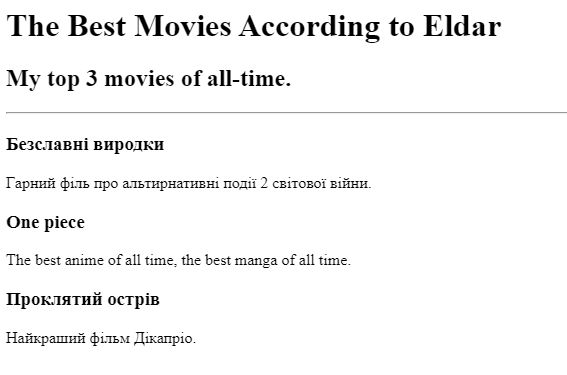 The Best Movies According to Eldar
My top 3 movies of all-time.
Безславні виродки
Гарний філь про альтирнативні події 2 світової війни.
One piece
The best anime of all time, the best manga of all time.
Проклятий острів
Найкраший фільм Дікапріо.